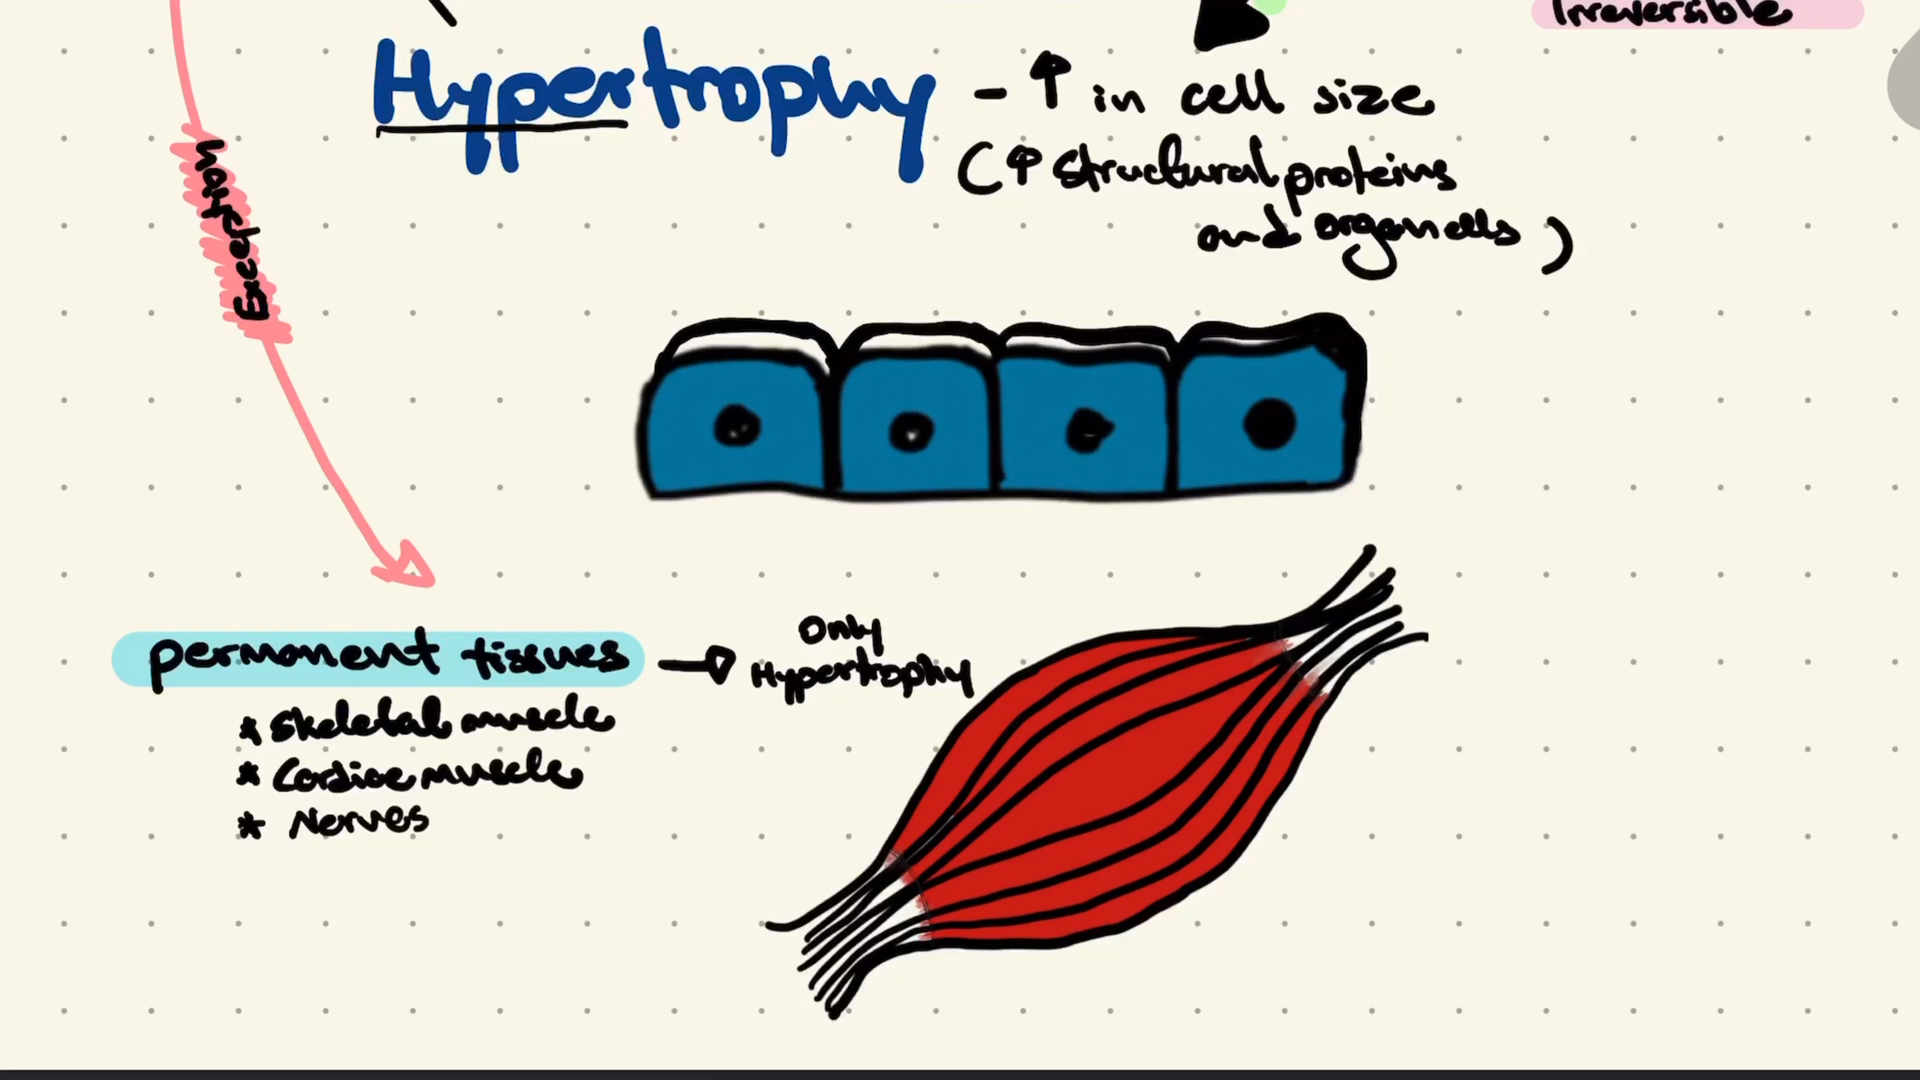 Irreversible
Hypertrophy - ↑ in cell size
(↑ structural proteins
and organells)
Exception
permanent tissues → Only Hypertrophy
* Skeletal muscle
* Cardiac muscle
* Nerves